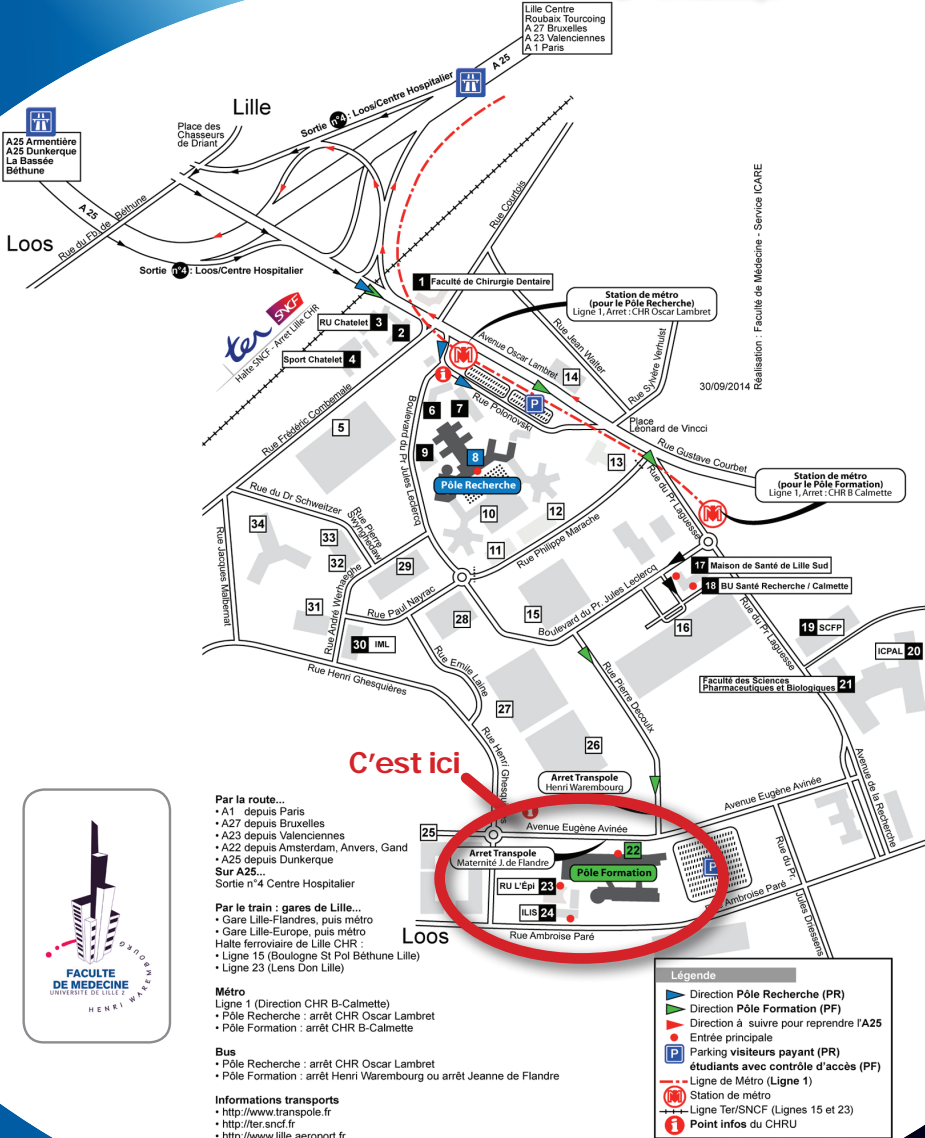 Lille Centre
Roubaix Tourcoing
A 27 Bruxelles
A 23 Valenciennes
A 1 Paris
A 25
Sortie n°4 : Loos/Centre Hospitalier
Lille
Place des
Chasseurs
de Driant
A25 Armentière
A25 Dunkerque
La Bassée
Béthune
A 25
Rue du Fb. de Béthune
Loos
Sortie n°4 : Loos/Centre Hospitalier
Rue Courtois
Réalisation : Faculté de Médecine - Service ICARE
30/09/2014
1 Faculté de Chirurgie Dentaire
Station de métro
(pour le Pôle Recherche)
Ligne 1, Arret : CHR Oscar Lambret
ter SNCF
Halte SNCF - Arret Lille CHR
RU Chatelet 3
2
Sport Chatelet 4
Avenue Oscar Lambret
Rue Jean Walter
Rue Sylvère Verhulst
14
P
Rue Polonovski
Place
Léonard de Vincci
Rue Gustave Courbet
Rue Frédéric Combemale
5
6
7
Boulevard du Pr Jules Leclercq
9
8
Pôle Recherche
13
Rue du Pr Laguesse
Station de métro
(pour le Pôle Formation)
Ligne 1, Arret : CHR B Calmette
10
12
11
Rue Philippe Marache
Rue du Dr Schweitzer
Rue Pierre
Swynghedaw
34
33
32
29
31
Rue Jacques Malbernat
Rue André Werhaeghe
Rue Paul Nayrac
28
15
Boulevard du Pr. Jules Leclercq
17 Maison de Santé de Lille Sud
18 BU Santé Recherche / Calmette
16
Rue du Pr Laguesse
19 SCFP
ICPAL 20
Faculté des Sciences
Pharmaceutiques et Biologiques 21
30 IML
Rue Henri Ghesquières
Rue Emile Laine
27
Rue Pierre Decoulx
26
Rue Henri Ghesquières
C'est ici
Arret Transpole
Henri Warembourg
Avenue Eugène Avinée
Avenue Eugène Avinée
Avenue de la Recherche
25
Arret Transpole
Maternité J. de Flandre
22
Pôle Formation
RU L'Épi 23
ILIS 24
P
Rue Ambroise Paré
Rue Ambroise Paré
Rue du Pr.
Jules Driessens
Loos
Par la route...
• A1 depuis Paris
• A27 depuis Bruxelles
• A23 depuis Valenciennes
• A22 depuis Amsterdam, Anvers, Gand
• A25 depuis Dunkerque
Sur A25...
Sortie n°4 Centre Hospitalier
Par le train : gares de Lille...
• Gare Lille-Flandres, puis métro
• Gare Lille-Europe, puis métro
Halte ferroviaire de Lille CHR :
• Ligne 15 (Boulogne St Pol Béthune Lille)
• Ligne 23 (Lens Don Lille)
Métro
Ligne 1 (Direction CHR B-Calmette)
• Pôle Recherche : arrêt CHR Oscar Lambret
• Pôle Formation : arrêt CHR B-Calmette
Bus
• Pôle Recherche : arrêt CHR Oscar Lambret
• Pôle Formation : arrêt Henri Warembourg ou arrêt Jeanne de Flandre
Informations transports
• http://www.transpole.fr
• http://ter.sncf.fr
• http://www.lille.aeroport.fr
FACULTE
DE MEDECINE
UNIVERSITE DE LILLE 2
HENRI WAREMBOURG
Légende
Direction Pôle Recherche (PR)
Direction Pôle Formation (PF)
Direction à suivre pour reprendre l'A25
Entrée principale
P Parking visiteurs payant (PR)
étudiants avec contrôle d'accès (PF)
Ligne de Métro (Ligne 1)
Station de métro
Ligne Ter/SNCF (Lignes 15 et 23)
Point infos du CHRU